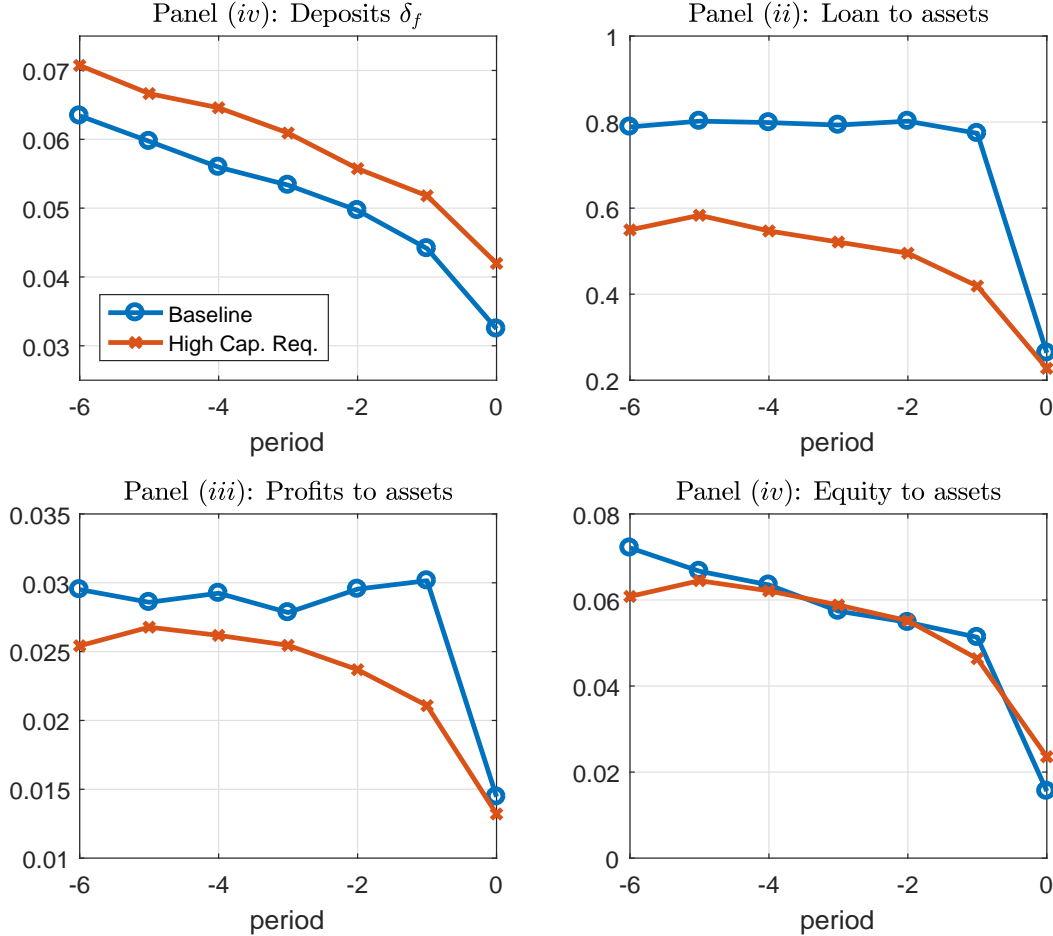 Panel (iv): Deposits δf
0.07
0.06
0.05
0.04
0.03
Baseline
High Cap. Req.
-6 -4 -2 0
period
Panel (ii): Loan to assets
1
0.8
0.6
0.4
0.2
-6 -4 -2 0
period
Panel (iii): Profits to assets
0.035
0.03
0.025
0.02
0.015
0.01
-6 -4 -2 0
period
Panel (iv): Equity to assets
0.08
0.06
0.04
0.02
0
-6 -4 -2 0
period